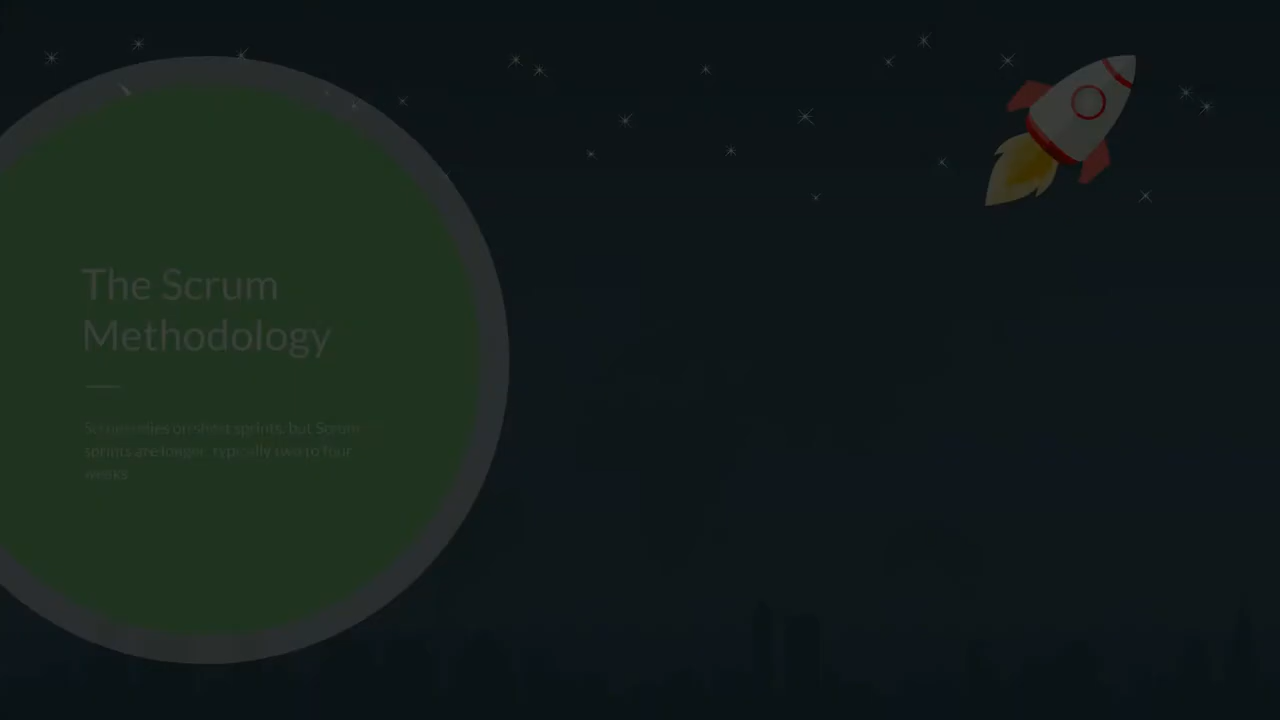 The Scrum
Methodology
Scrum relies on short sprints, but Scrum
sprints are longer, typically two to four
weeks